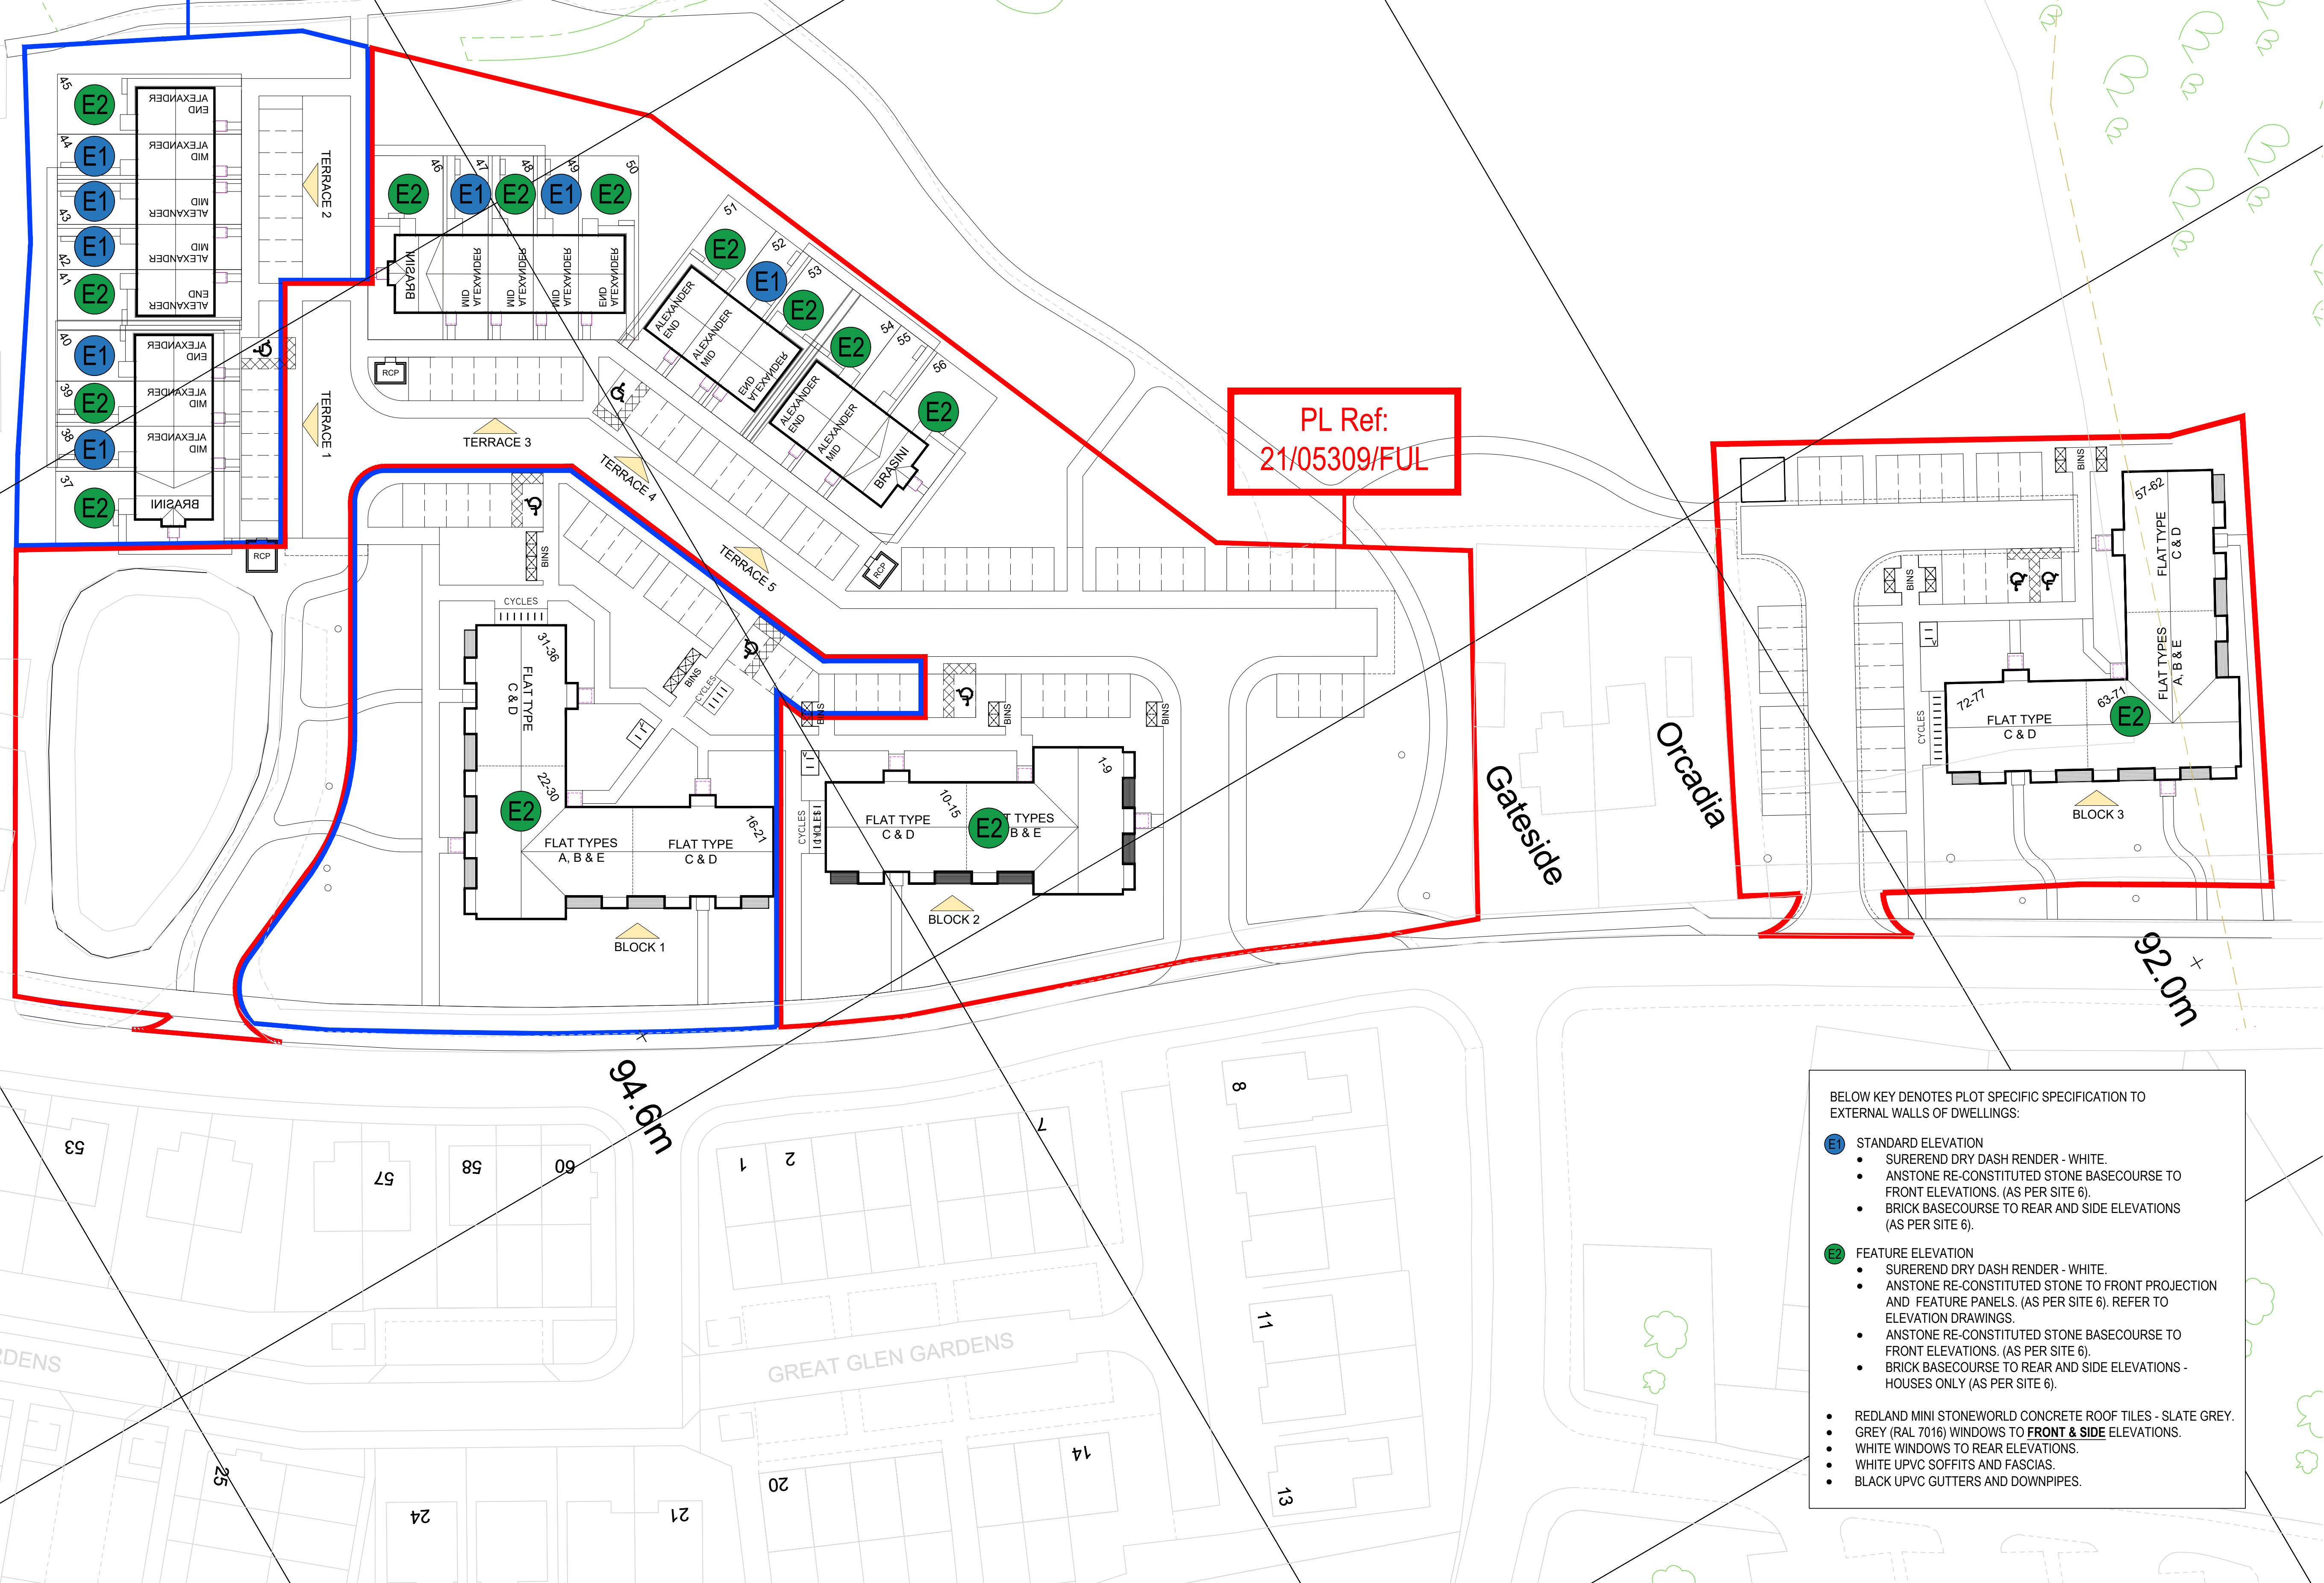 45
E2
ALEXANDER
END
44
E1
ALEXANDER
MID
E1
43
MID
ALEXANDER
E1
42
MID
ALEXANDER
41
E2
END
ALEXANDER
TERRACE 2
40
E1
ALEXANDER
END
39
E2
ALEXANDER
MID
38
E1
ALEXANDER
MID
37
E2
BRASINI
TERRACE 1
RCP
46
47
48
49
50
E2
E1
E2
E1
E2
BRASINI
MID
ALEXANDER
MID
ALEXANDER
MID
ALEXANDER
END
ALEXANDER
RCP
TERRACE 3
51
E2
52
E1
53
E2
54
E2
55
56
E2
ALEXANDER
END
ALEXANDER
MID
END
ALEXANDER
ALEXANDER
END
ALEXANDER
MID
BRASINI
TERRACE 4
TERRACE 5
RCP
PL Ref:
21/05309/FUL
BINS
CYCLES
31-36
FLAT TYPE
C & D
BINS
CYCLES
22-30
E2
FLAT TYPES
A, B & E
FLAT TYPE
C & D
16-21
BLOCK 1
BINS
BINS
BINS
CYCLES
CYCLES
FLAT TYPE
C & D
10-15
E2
T TYPES
B & E
1-9
BLOCK 2
Gateside
Orcadia
BINS
BINS
57-62
FLAT TYPE
C & D
FLAT TYPES
A, B & E
CYCLES
72-77
FLAT TYPE
C & D
63-71
E2
BLOCK 3
92.0m
94.6m
53
57
58
60
1
2
7
8
11
13
14
20
21
24
25
RDENS
GREAT GLEN GARDENS
BELOW KEY DENOTES PLOT SPECIFIC SPECIFICATION TO
EXTERNAL WALLS OF DWELLINGS:
E1 STANDARD ELEVATION
• SUREREND DRY DASH RENDER - WHITE.
• ANSTONE RE-CONSTITUTED STONE BASECOURSE TO
FRONT ELEVATIONS. (AS PER SITE 6).
• BRICK BASECOURSE TO REAR AND SIDE ELEVATIONS
(AS PER SITE 6).
E2 FEATURE ELEVATION
• SUREREND DRY DASH RENDER - WHITE.
• ANSTONE RE-CONSTITUTED STONE TO FRONT PROJECTION
AND FEATURE PANELS. (AS PER SITE 6). REFER TO
ELEVATION DRAWINGS.
• ANSTONE RE-CONSTITUTED STONE BASECOURSE TO
FRONT ELEVATIONS. (AS PER SITE 6).
• BRICK BASECOURSE TO REAR AND SIDE ELEVATIONS -
HOUSES ONLY (AS PER SITE 6).
• REDLAND MINI STONEWORLD CONCRETE ROOF TILES - SLATE GREY.
• GREY (RAL 7016) WINDOWS TO FRONT & SIDE ELEVATIONS.
• WHITE WINDOWS TO REAR ELEVATIONS.
• WHITE UPVC SOFFITS AND FASCIAS.
• BLACK UPVC GUTTERS AND DOWNPIPES.